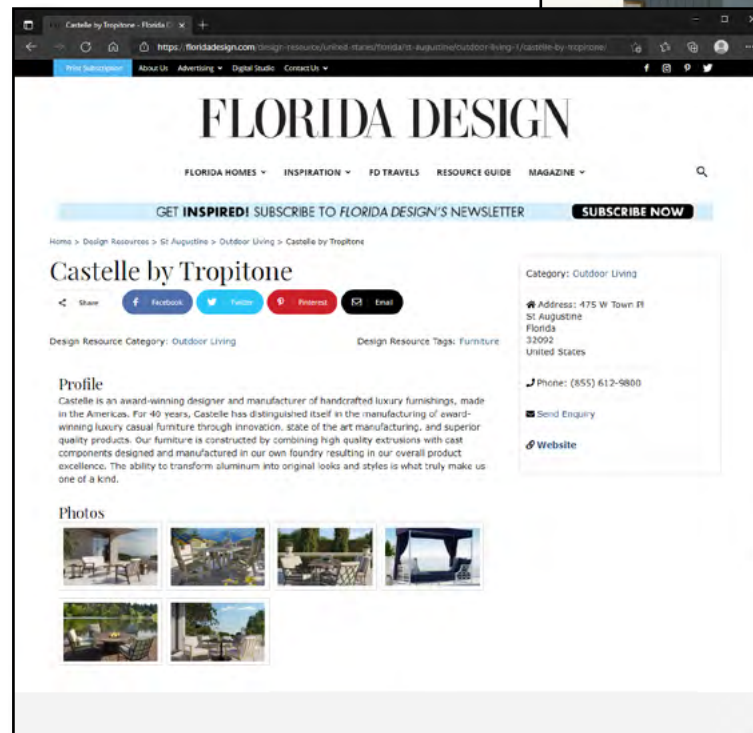 Castelle by Tropitone - Florida D
https://floridadesign.com/design-resource/united-states/florida/st-augustine/outdoor-living-1/castelle-by-tropitone/
Print Subscription About Us Advertising Digital Studio Contact Us
FLORIDA DESIGN
FLORIDA HOMES INSPIRATION FD TRAVELS RESOURCE GUIDE MAGAZINE
GET INSPIRED! SUBSCRIBE TO FLORIDA DESIGN'S NEWSLETTER SUBSCRIBE NOW
Home > Design Resources > St Augustine > Outdoor Living > Castelle by Tropitone
Castelle by Tropitone
Share Facebook Twitter Pinterest Email
Design Resource Category: Outdoor Living Design Resource Tags: Furniture
Profile
Castelle is an award-winning designer and manufacturer of handcrafted luxury furnishings, made
in the Americas. For 40 years, Castelle has distinguished itself in the manufacturing of award-
winning luxury casual furniture through innovation, state of the art manufacturing, and superior
quality products. Our furniture is constructed by combining high quality extrusions with cast
components designed and manufactured in our own foundry resulting in our overall product
excellence. The ability to transform aluminum into original looks and styles is what truly make us
one of a kind.
Photos
Category: Outdoor Living
Address: 475 W Town Pl
St Augustine
Florida
32092
United States
Phone: (855) 612-9800
Send Enquiry
Website